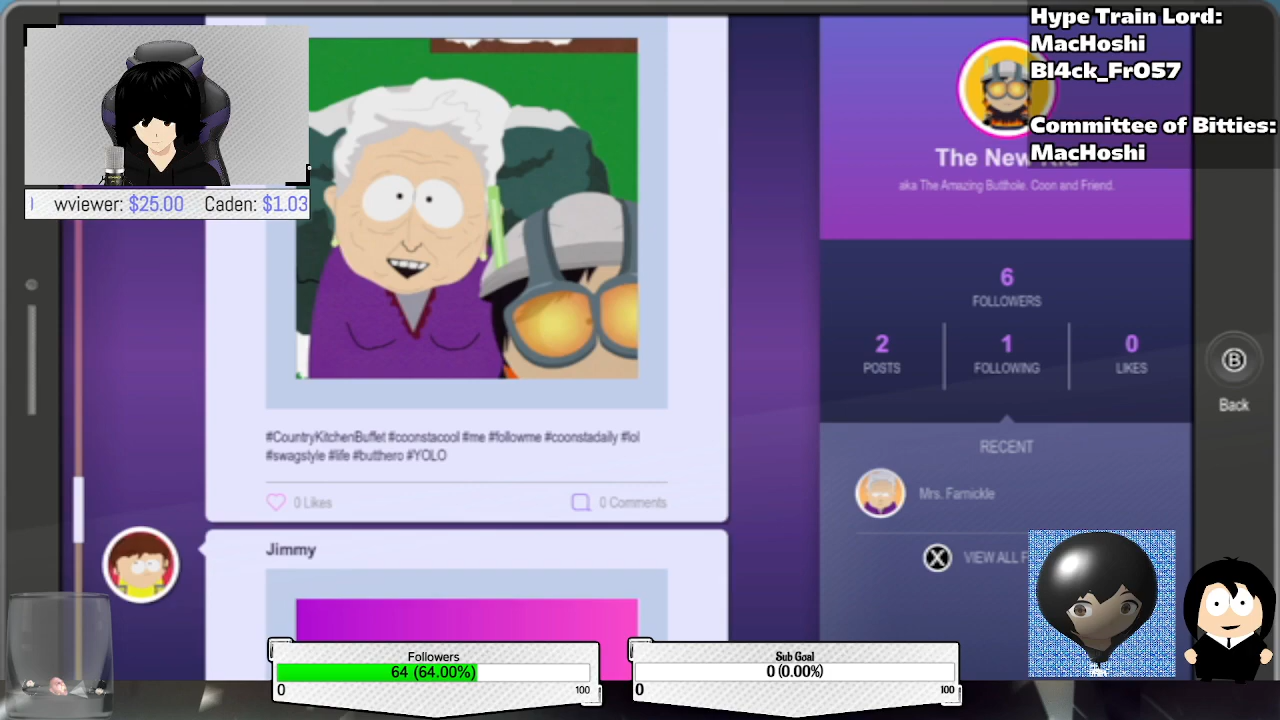 Hype Train Lord:
MacHoshi
Bl4ck_Fr057
Committee of Bitties:
MacHoshi
wviewer: $25.00 Caden: $1.03
The New
aka The Amazing Butthole. Coon and Friend.
6
FOLLOWERS
2
POSTS
1
FOLLOWING
0
LIKES
B
Back
#CountryKitchenBuffet #coonstacool #me #followme #coonstadaily #lol
#swagstyle #life #butthero #YOLO
0 Likes
0 Comments
RECENT
Mrs. Farnickle
X VIEW ALL
Jimmy
Followers
64 (64.00%)
0
100
Sub Goal
0 (0.00%)
0
100